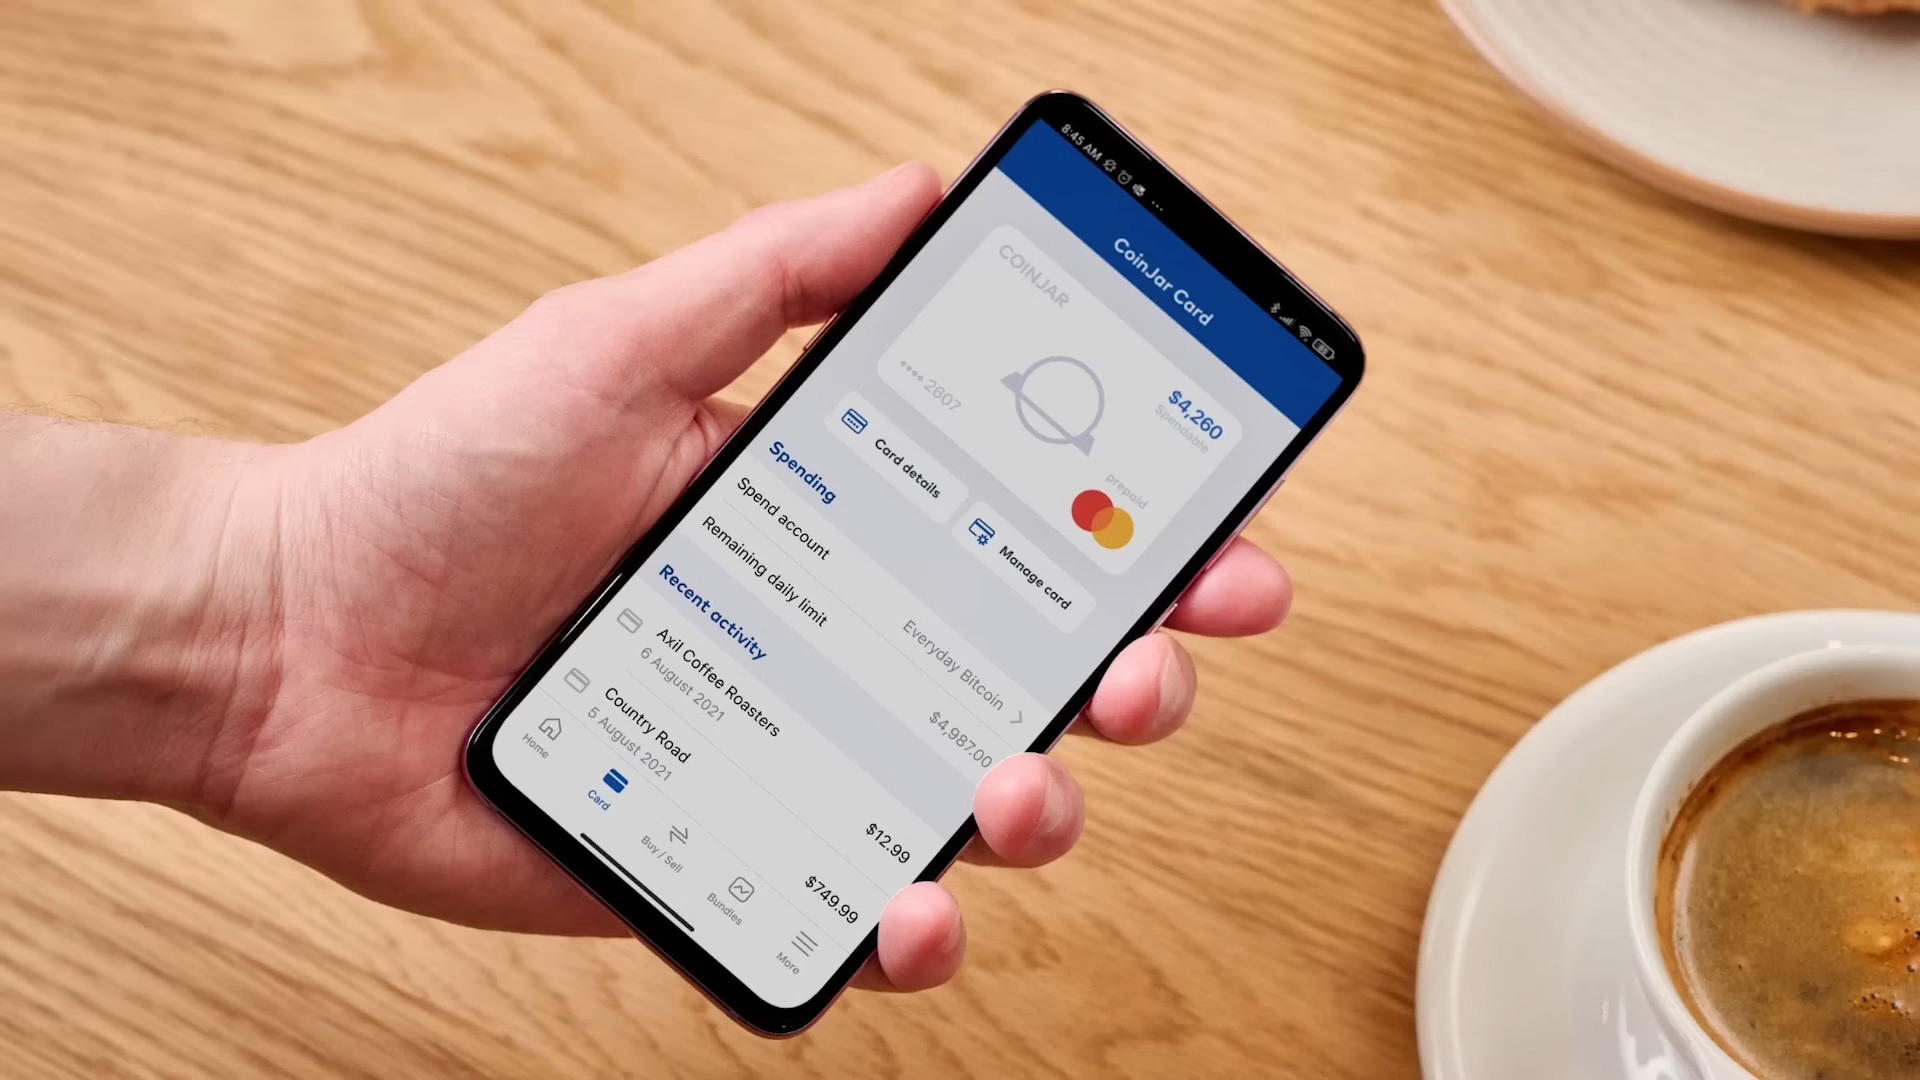 8:45 AM
CoinJar Card
COINJAR
$4,260
Spendable
•••• 2607
prepaid
Card details
Manage card
Spending
Spend account
Everyday Bitcoin
Remaining daily limit
$4,987.00
Recent activity
Axil Coffee Roasters
6 August 2021
$12.99
Country Road
5 August 2021
$749.99
Home
Card
Buy / Sell
Bundles
More